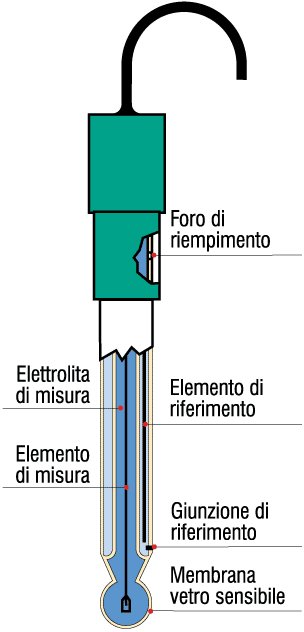 Foro di
riempimento
Elettrolita
di misura
Elemento di
riferimento
Elemento
di misura
Giunzione di
riferimento
Membrana
vetro sensibile